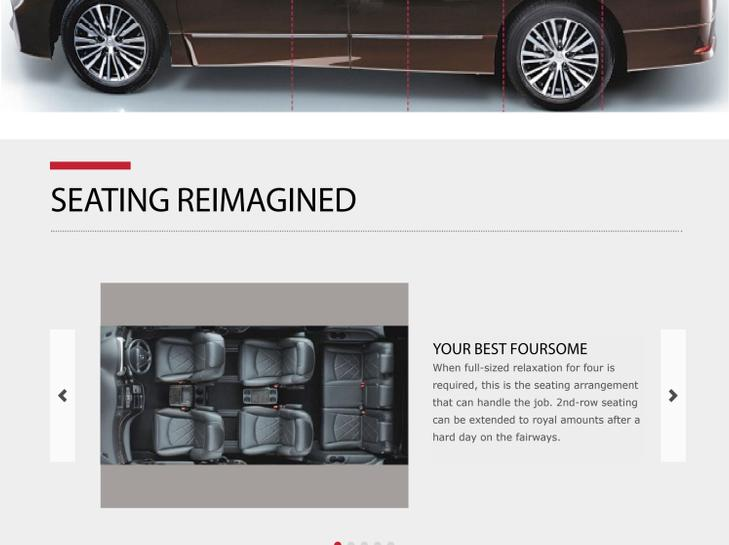 SEATING REIMAGINED
YOUR BEST FOURSOME
When full-sized relaxation for four is
required, this is the seating arrangement
that can handle the job. 2nd-row seating
can be extended to royal amounts after a
hard day on the fairways.